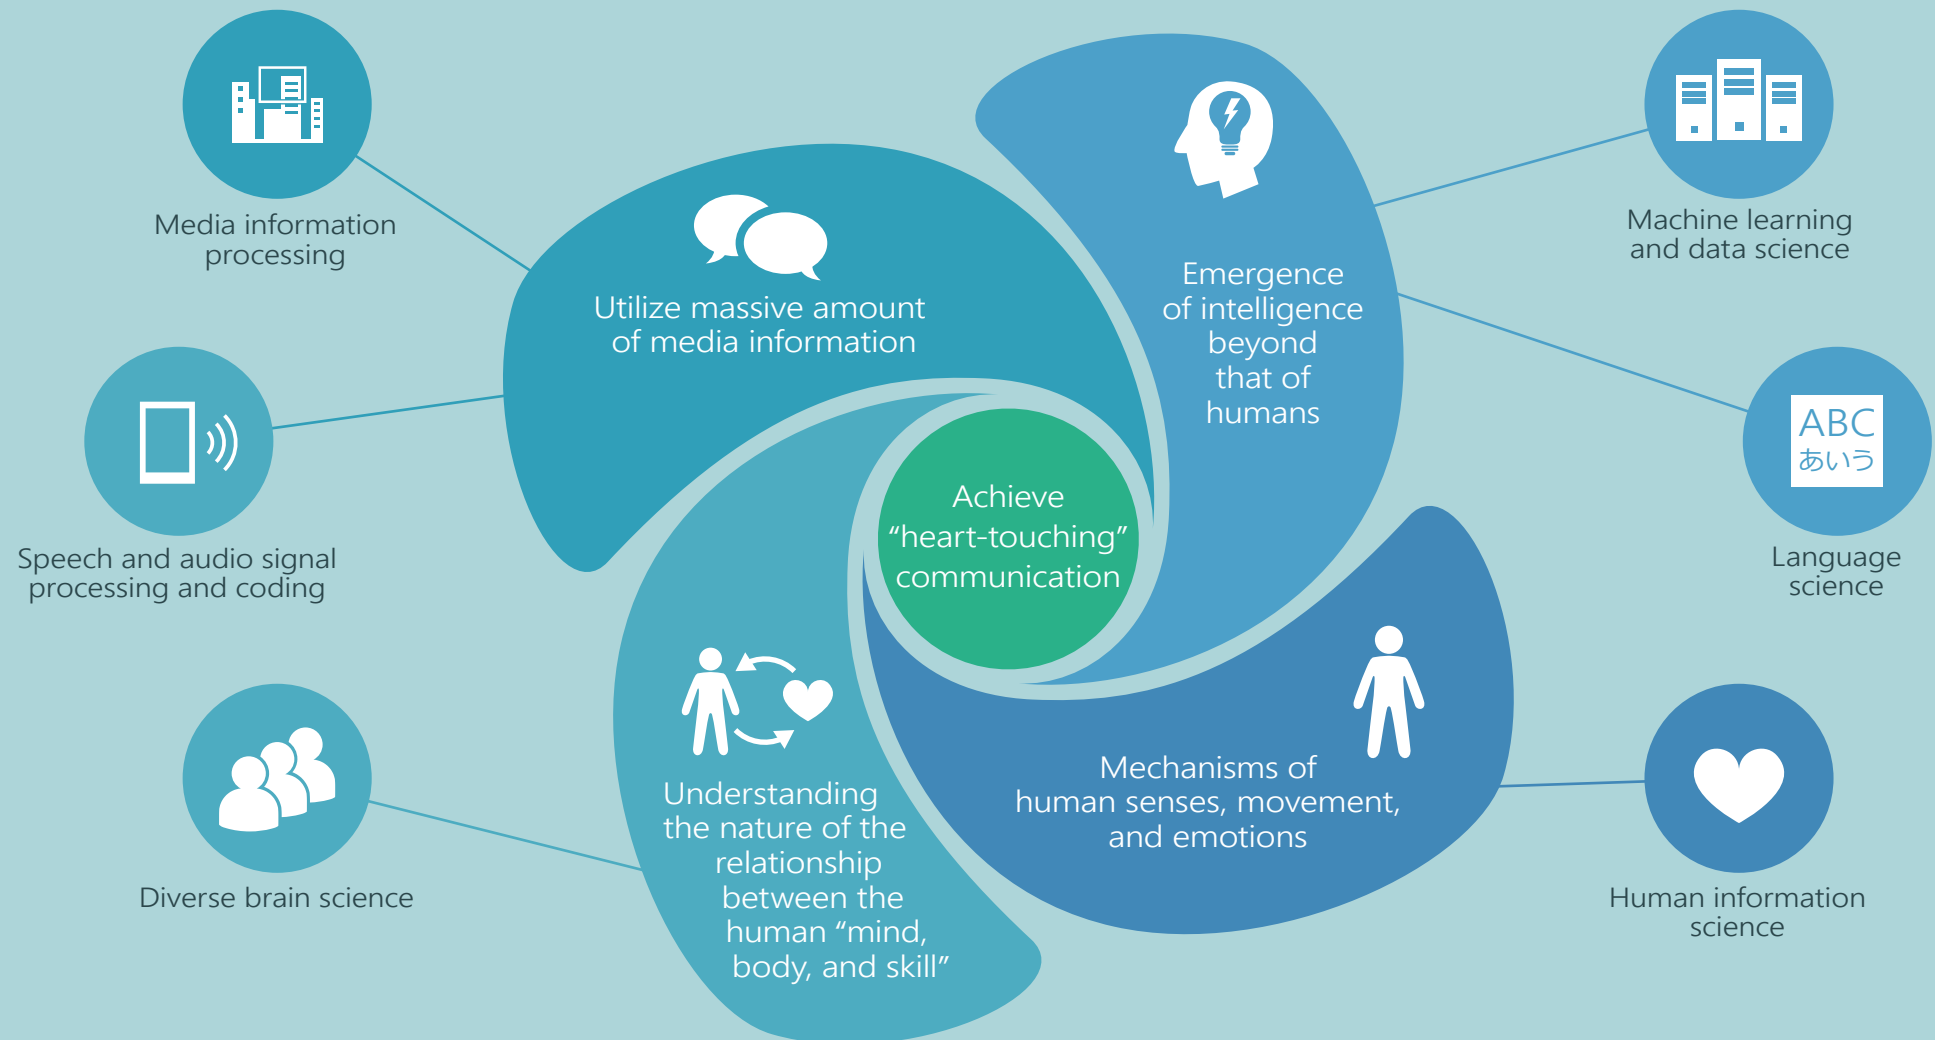 Media information
processing
Speech and audio signal
processing and coding
Diverse brain science
Utilize massive amount
of media information
Emergence
of intelligence
beyond
that of
humans
Achieve
“heart-touching”
communication
Understanding
the nature of the
relationship
between the
human “mind,
body, and skill”
Mechanisms of
human senses, movement,
and emotions
Machine learning
and data science
ABC
あいう
Language
science
Human information
science